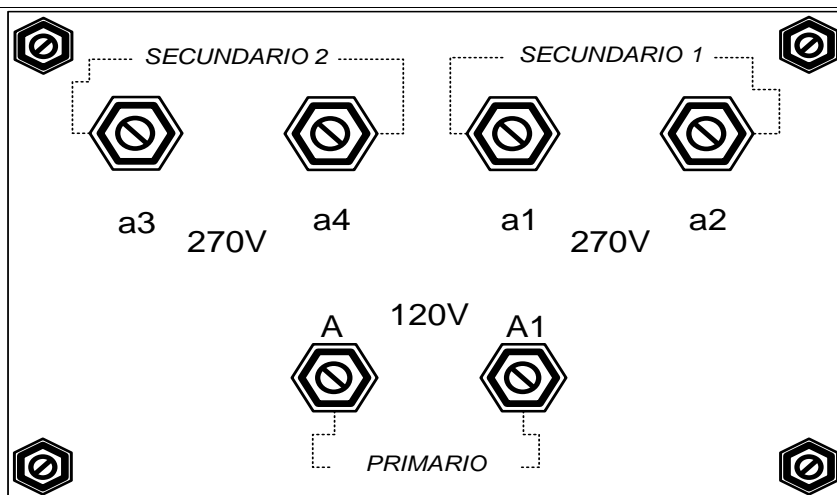 SECUNDARIO 2 SECUNDARIO 1
a3 a4 a1 a2
270V 270V
120V
A A1
PRIMARIO